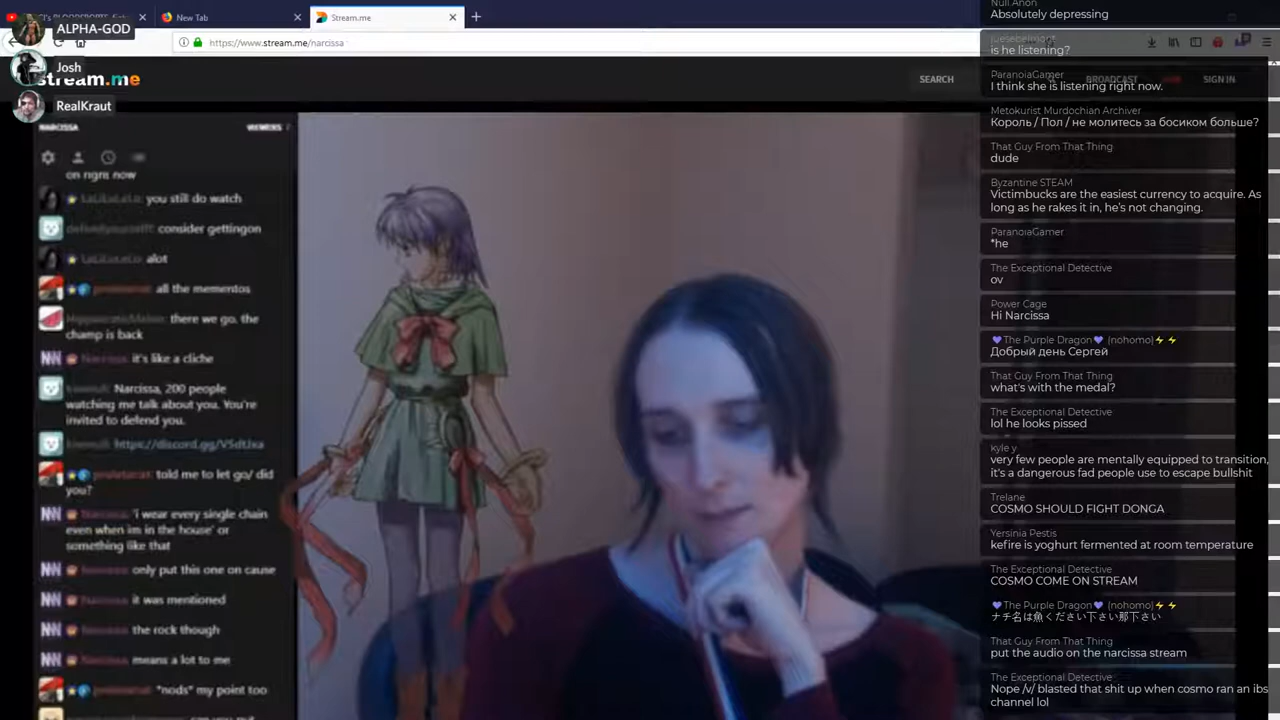 New Tab
Stream.me
ALPHA-GOD
https://www.stream.me/narcissa
Josh
stream.me
SEARCH
BROADCAST
SIGN IN
RealKraut
NARCISSA
VIEWERS
on right now
you still do watch
consider gettingon
alot
all the mementos
there we go. the
champ is back
Narcissa it's like a cliche
Narcissa, 200 people
watching me talk about you. You're
invited to defend you.
told me to let go/ did
you?
Narcissa 'i wear every single chain
even when im in the house' or
something like that
Narcissa only put this one on cause
Narcissa it was mentioned
Narcissa the rock though
Narcissa means a lot to me
*nods* my point too
Null Anon
Absolutely depressing
is he listening?
ParanoiaGamer
I think she is listening right now.
Metokurist Murdochian Archiver
Король / Пол / не молитесь за босиком больше?
That Guy From That Thing
dude
Byzantine STEAM
Victimbucks are the easiest currency to acquire. As
long as he rakes it in, he's not changing.
ParanoiaGamer
*he
The Exceptional Detective
ov
Power Cage
Hi Narcissa
💜The Purple Dragon💜 (nohomo)⚡⚡
Добрый день Сергей
That Guy From That Thing
what's with the medal?
The Exceptional Detective
lol he looks pissed
kyle y
very few people are mentally equipped to transition,
it's a dangerous fad people use to escape bullshit
Trelane
COSMO SHOULD FIGHT DONGA
Yersinia Pestis
kefire is yoghurt fermented at room temperature
The Exceptional Detective
COSMO COME ON STREAM
💜The Purple Dragon💜 (nohomo)⚡⚡
ナチ名は魚ください下さい那下さい
That Guy From That Thing
put the audio on the narcissa stream
The Exceptional Detective
Nope /v/ blasted that shit up when cosmo ran an ibs
channel lol